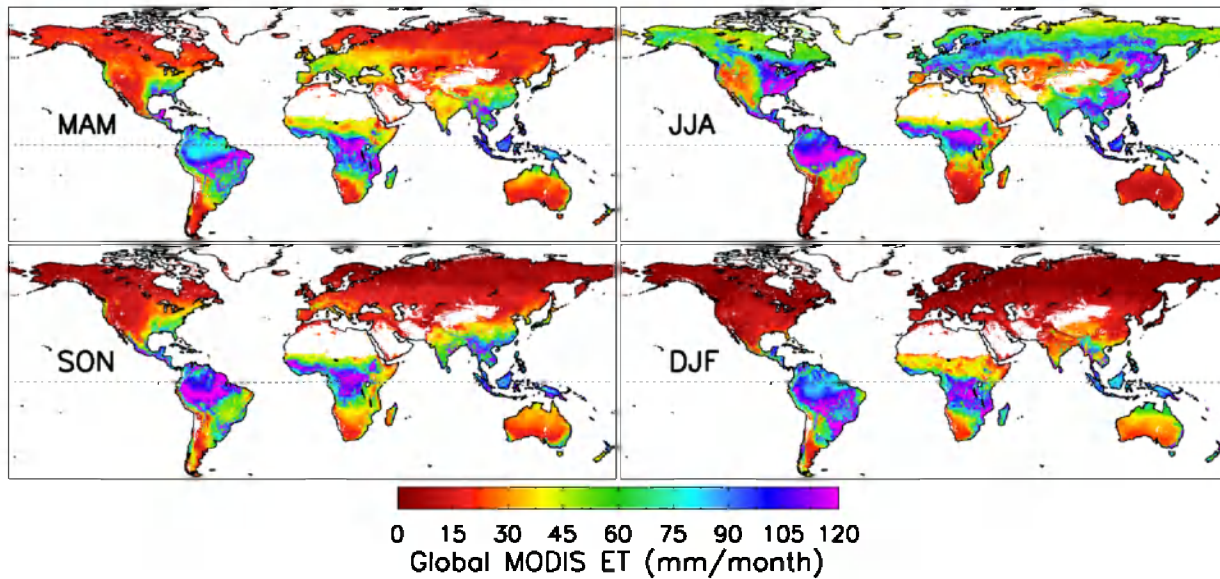 MAM
JJA
SON
DJF
0 15 30 45 60 75 90 105 120
Global MODIS ET (mm/month)